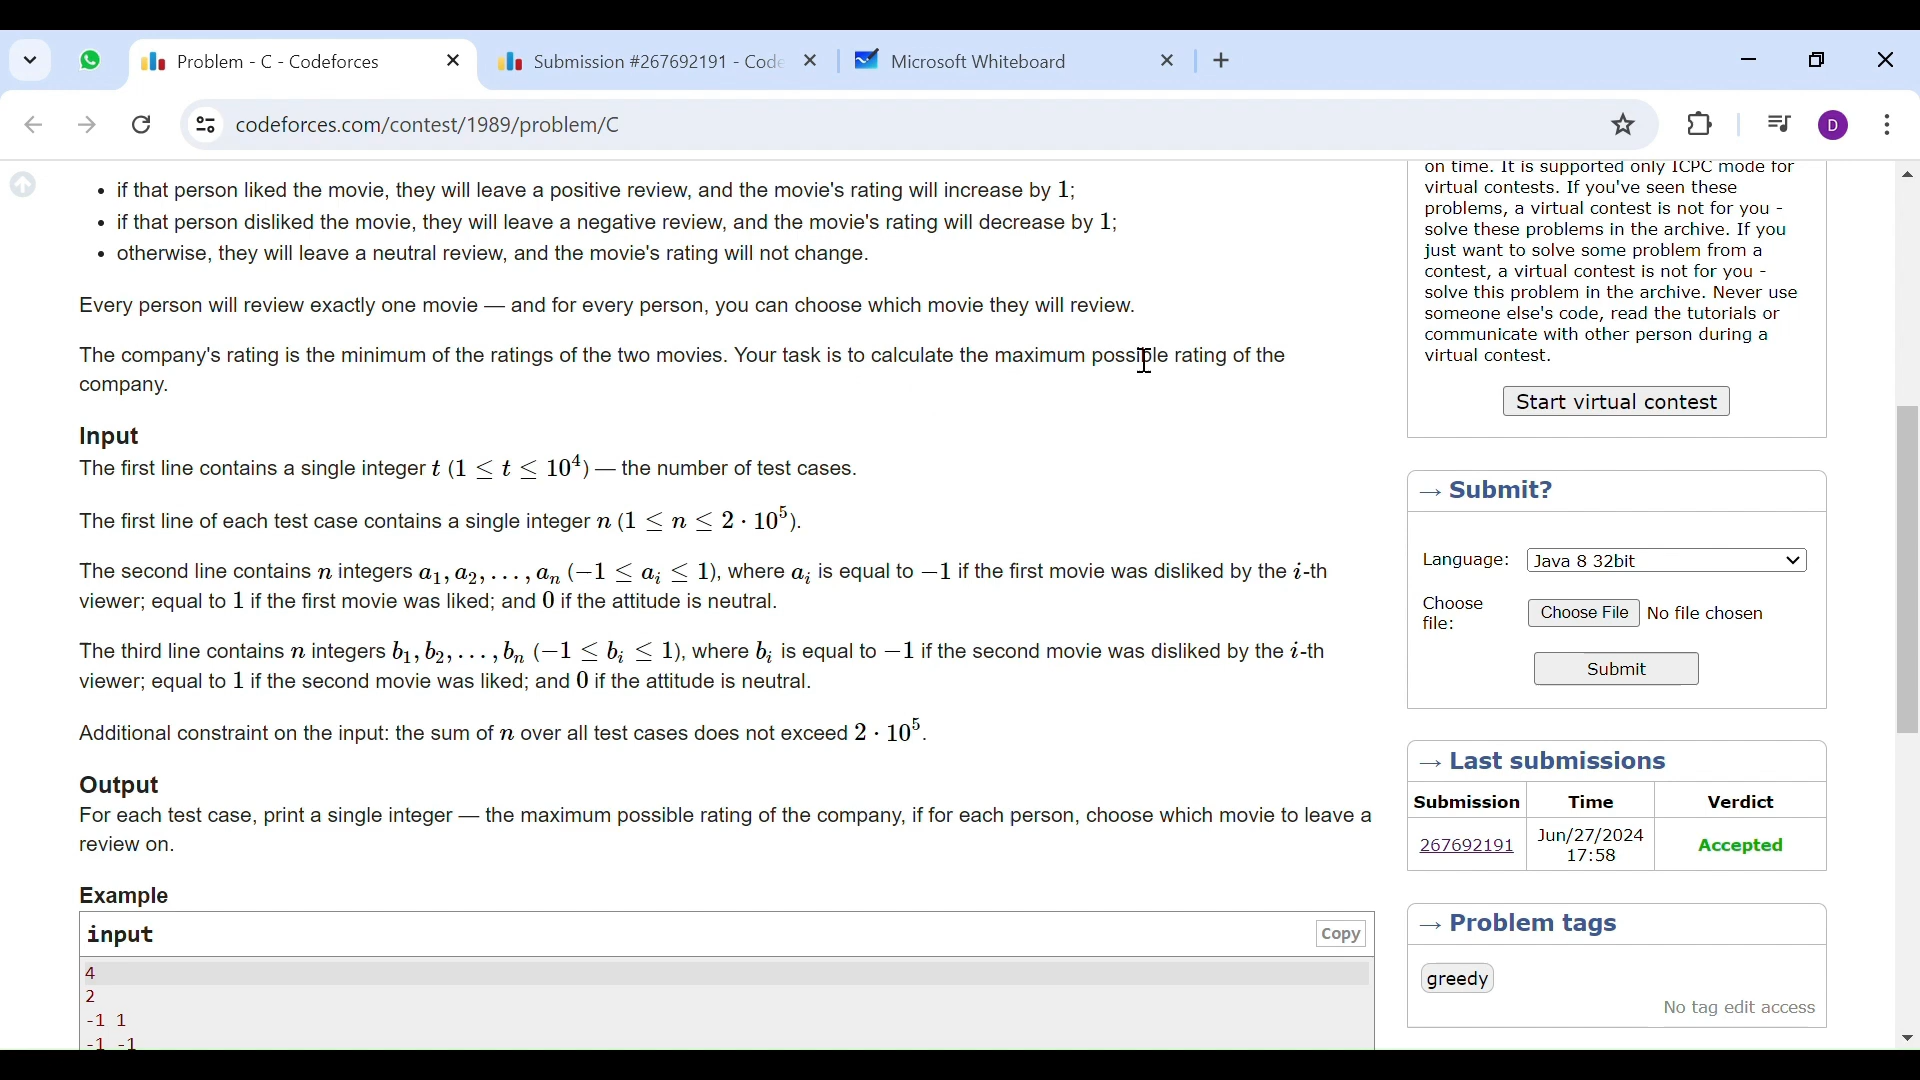 Problem - C - Codeforces
Submission #267692191 - Code
Microsoft Whiteboard
codeforces.com/contest/1989/problem/C
D
• if that person liked the movie, they will leave a positive review, and the movie's rating will increase by 1;
• if that person disliked the movie, they will leave a negative review, and the movie's rating will decrease by 1;
• otherwise, they will leave a neutral review, and the movie's rating will not change.
Every person will review exactly one movie — and for every person, you can choose which movie they will review.
The company's rating is the minimum of the ratings of the two movies. Your task is to calculate the maximum possible rating of the
company.
Input
The first line contains a single integer t (1 ≤ t ≤ 10^4) — the number of test cases.
The first line of each test case contains a single integer n (1 ≤ n ≤ 2 · 10^5).
The second line contains n integers a₁, a₂, . . . , aₙ (−1 ≤ aᵢ ≤ 1), where aᵢ is equal to −1 if the first movie was disliked by the i-th
viewer; equal to 1 if the first movie was liked; and 0 if the attitude is neutral.
The third line contains n integers b₁, b₂, . . . , bₙ (−1 ≤ bᵢ ≤ 1), where bᵢ is equal to −1 if the second movie was disliked by the i-th
viewer; equal to 1 if the second movie was liked; and 0 if the attitude is neutral.
Additional constraint on the input: the sum of n over all test cases does not exceed 2 · 10^5.
Output
For each test case, print a single integer — the maximum possible rating of the company, if for each person, choose which movie to leave a
review on.
Example
input
Copy
4
2
-1 1
-1 -1
on time. It is supported only ICPC mode for
virtual contests. If you've seen these
problems, a virtual contest is not for you -
solve these problems in the archive. If you
just want to solve some problem from a
contest, a virtual contest is not for you -
solve this problem in the archive. Never use
someone else's code, read the tutorials or
communicate with other person during a
virtual contest.
Start virtual contest
→ Submit?
Language: Java 8 32bit
Choose
file:
Choose File No file chosen
Submit
→ Last submissions
Submission Time Verdict
267692191 Jun/27/2024
17:58 Accepted
→ Problem tags
greedy
No tag edit access